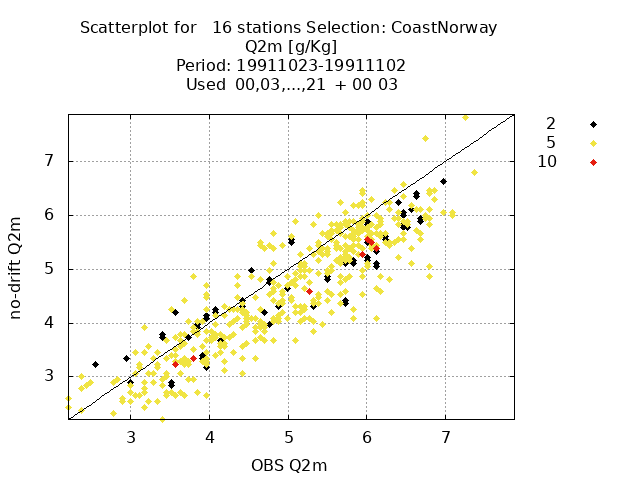 Scatterplot for   16 stations Selection: CoastNorway
Q2m [g/Kg]
Period: 19911023-19911102
Used  00,03,...,21  + 00 03
2
5
10
7
6
5
4
3
no-drift Q2m
3 4 5 6 7
OBS Q2m